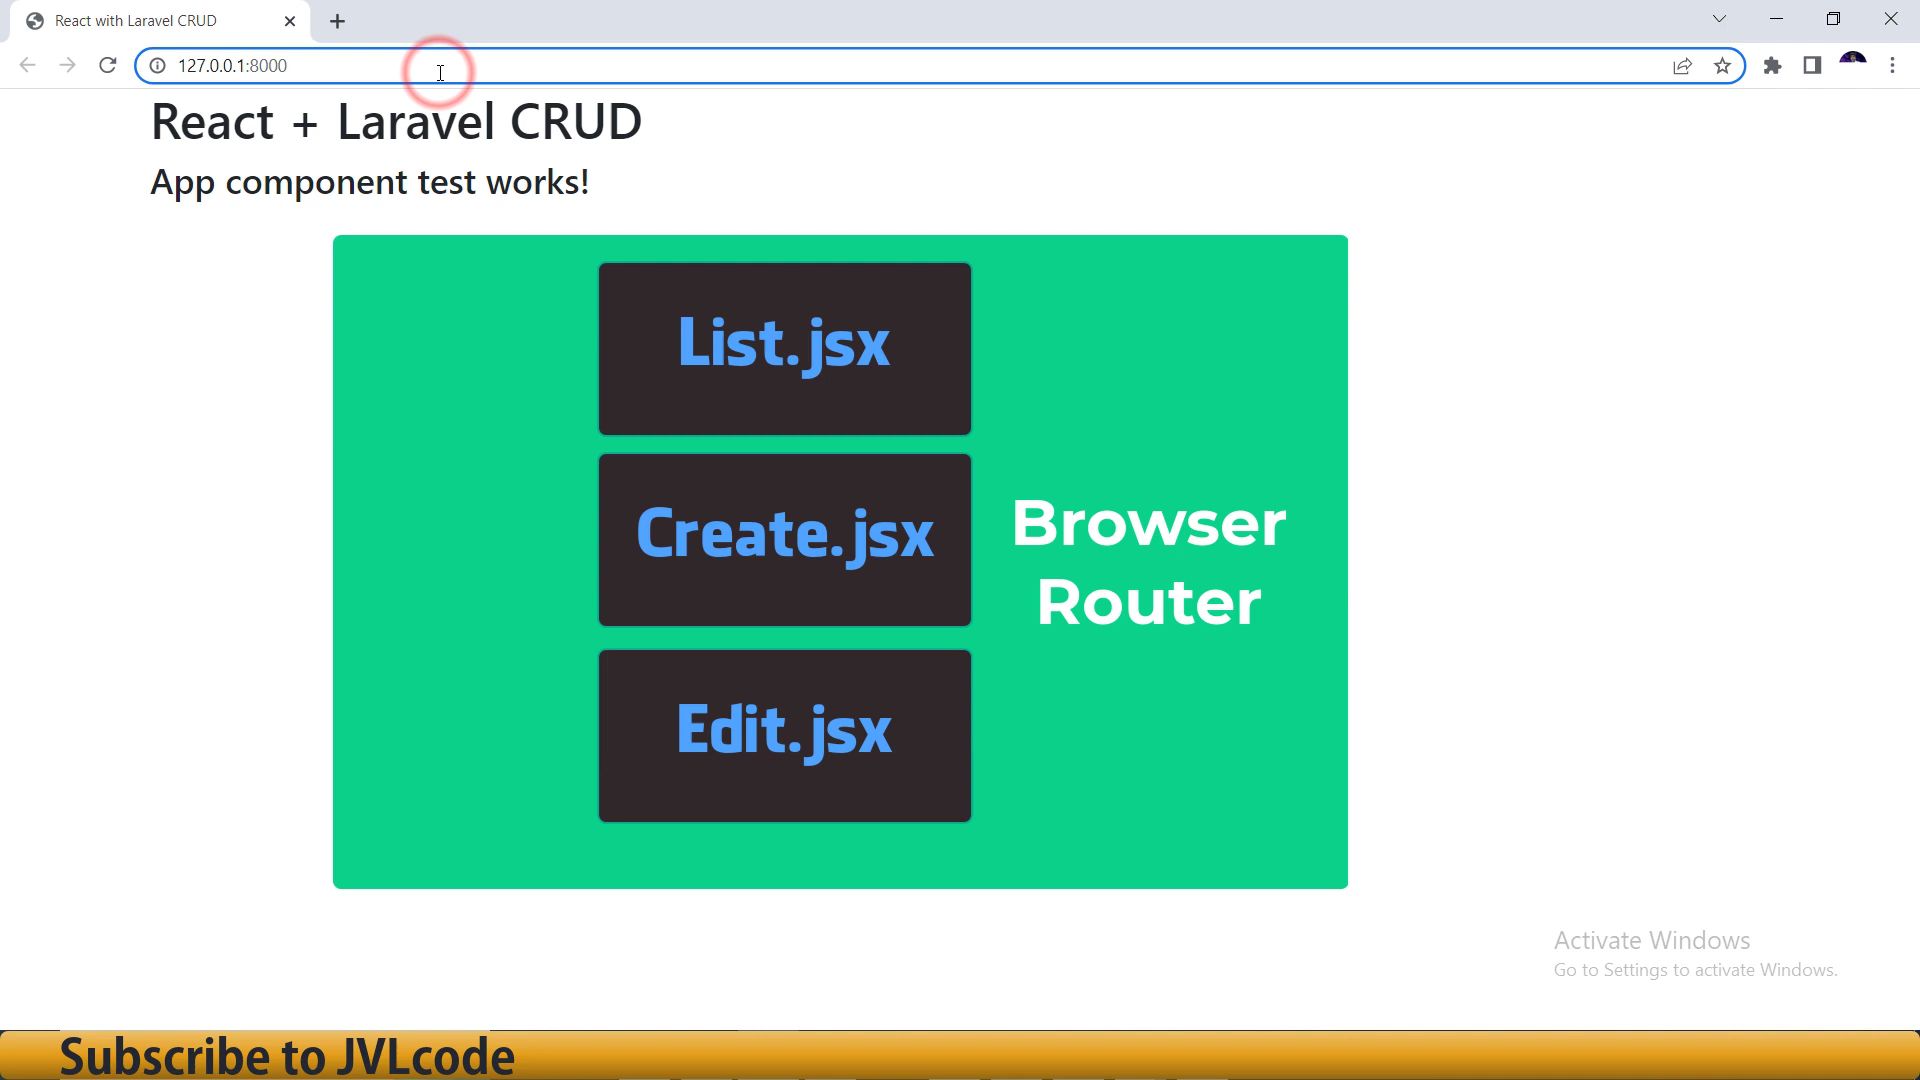 React with Laravel CRUD
127.0.0.1:8000
React + Laravel CRUD
App component test works!
List.jsx
Create.jsx
Browser
Router
Edit.jsx
Activate Windows
Go to Settings to activate Windows.
Subscribe to JVLcode